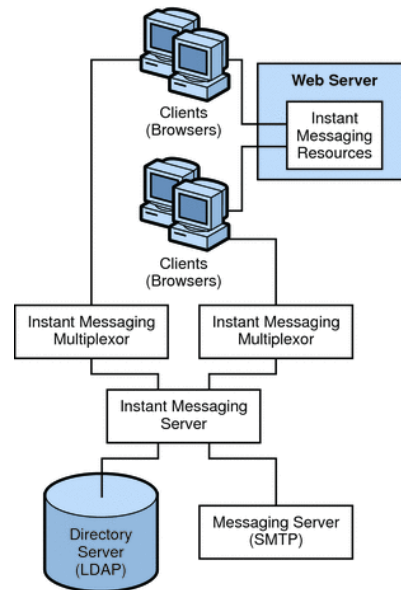 Clients
(Browsers)
Web Server
Instant
Messaging
Resources
Clients
(Browsers)
Instant Messaging
Multiplexor
Instant Messaging
Multiplexor
Instant Messaging
Server
Directory
Server
(LDAP)
Messaging Server
(SMTP)